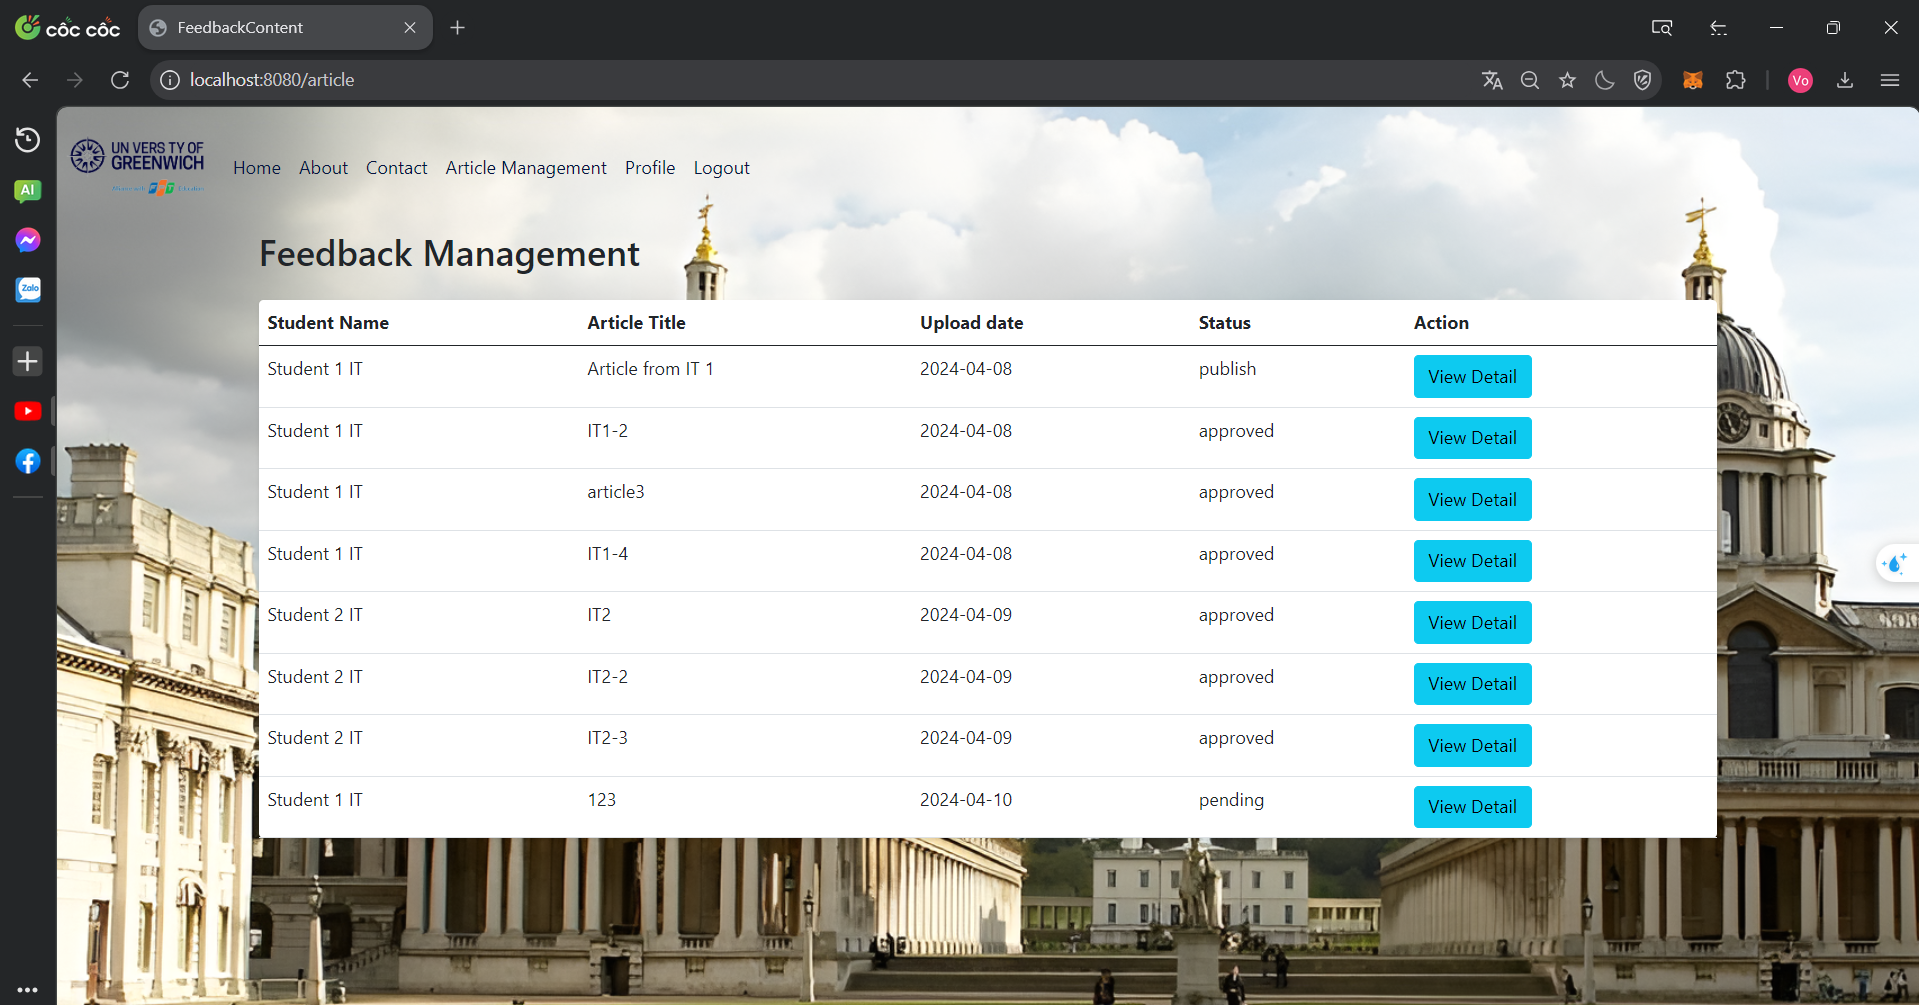 cốc cốc
FeedbackContent
localhost:8080/article
Vo
AI
Zalo
UN VERS TY OF
GREENWICH
Home About Contact Article Management Profile Logout
Feedback Management
Student Name Article Title Upload date Status Action
Student 1 IT Article from IT 1 2024-04-08 publish View Detail
Student 1 IT IT1-2 2024-04-08 approved View Detail
Student 1 IT article3 2024-04-08 approved View Detail
Student 1 IT IT1-4 2024-04-08 approved View Detail
Student 2 IT IT2 2024-04-09 approved View Detail
Student 2 IT IT2-2 2024-04-09 approved View Detail
Student 2 IT IT2-3 2024-04-09 approved View Detail
Student 1 IT 123 2024-04-10 pending View Detail